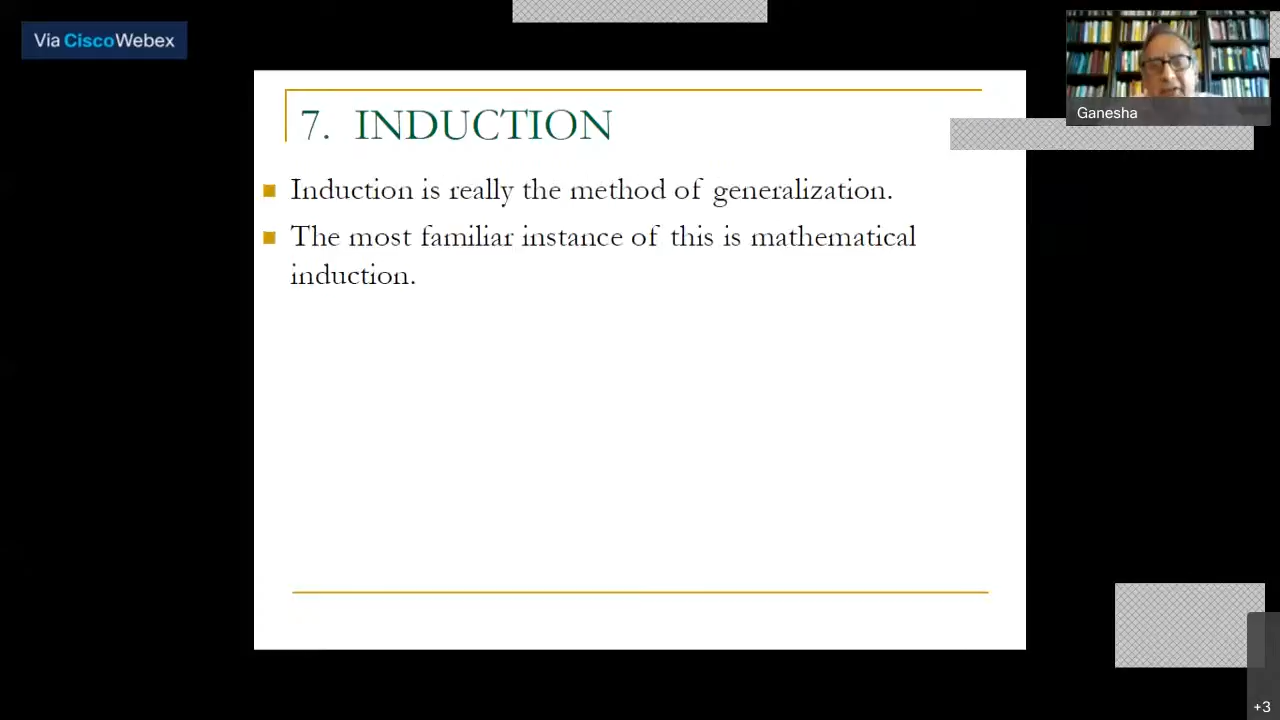 Via Cisco Webex
Ganesha
7. INDUCTION
Induction is really the method of generalization.
The most familiar instance of this is mathematical
induction.
+3